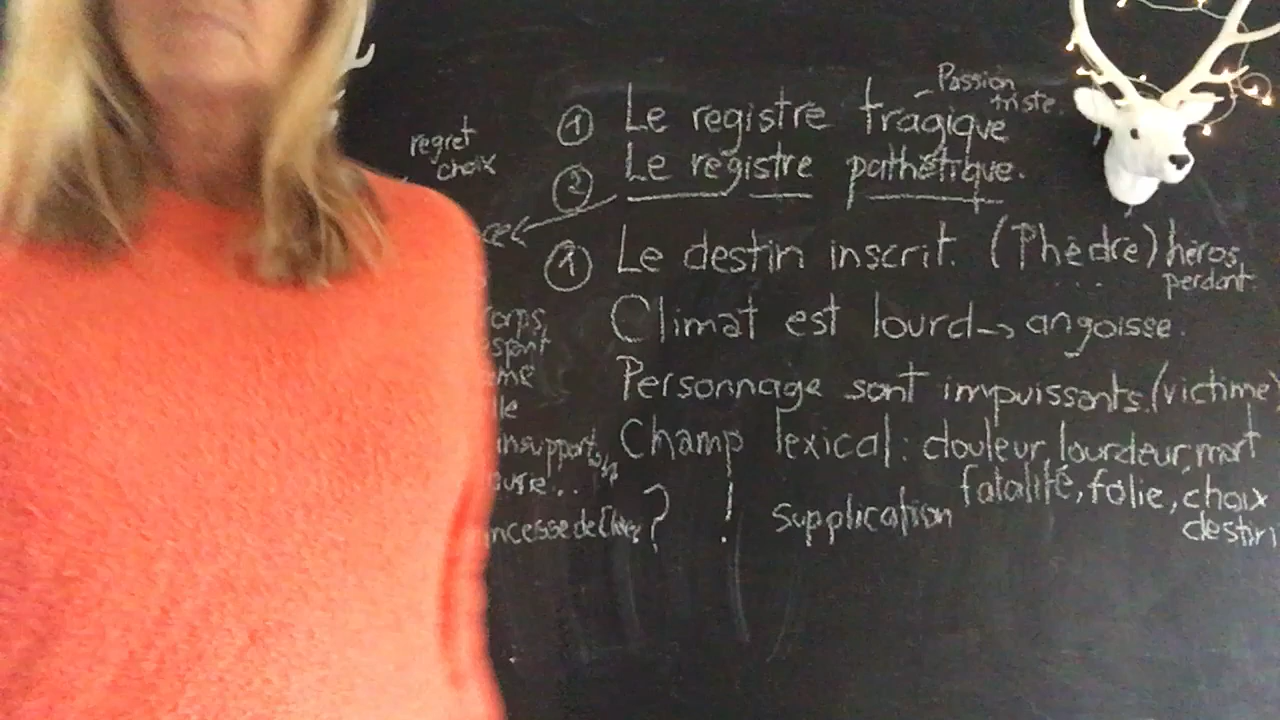 Passion
triste.
① Le registre tragique
regret
choix
② Le registre pathétique.
① Le destin inscrit. (Phèdre) héros
perdant
Climat est lourd → angoisse.
Personnage sont impuissants. (victime)
Champ lexical : douleur, lourdeur, mort
fatalité, folie, choix
destin
? ! supplication